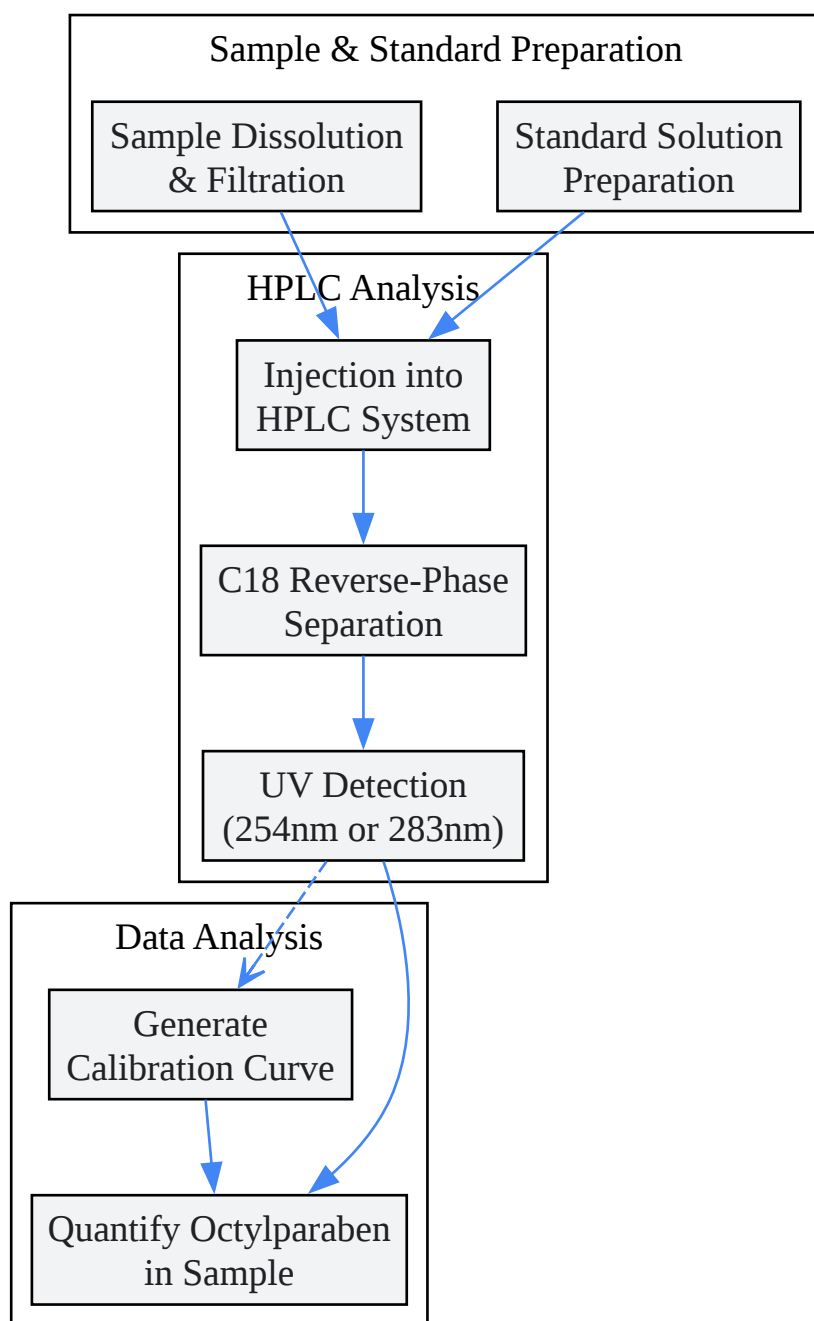 Sample & Standard Preparation
Sample Dissolution
& Filtration
Standard Solution
Preparation
HPLC Analysis
Injection into
HPLC System
C18 Reverse-Phase
Separation
UV Detection
(254nm or 283nm)
Data Analysis
Generate
Calibration Curve
Quantify Octylparaben
in Sample